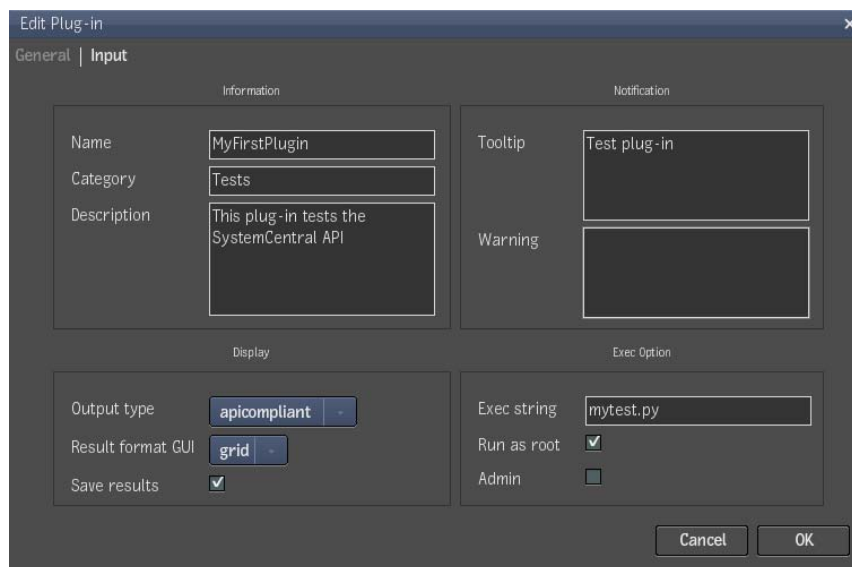 Edit Plug-in
General | Input
Information
Name
MyFirstPlugin
Category
Tests
Description
This plug-in tests the
SystemCentral API
Notification
Tooltip
Test plug-in
Warning
Display
Output type
apicompliant
Result format GUI
grid
Save results
Exec Option
Exec string
mytest.py
Run as root
Admin
Cancel
OK